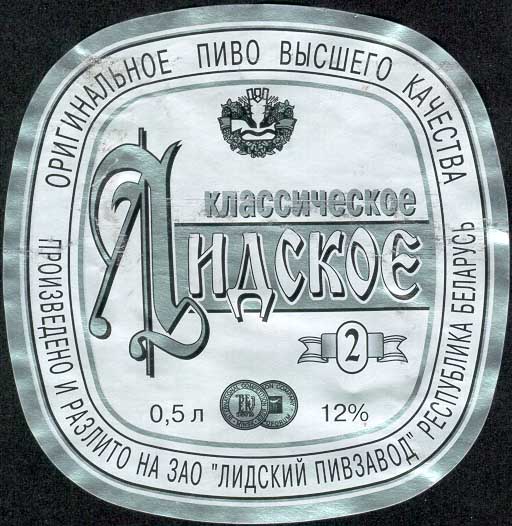 ОРИГИНАЛЬНОЕ ПИВО ВЫСШЕГО КАЧЕСТВА
Классическое
Лидское
2
0,5 л
12%
ПРОИЗВЕДЕНО И РАЗЛИТО НА ЗАО "ЛИДСКИЙ ПИВЗАВОД" РЕСПУБЛИКА БЕЛАРУСЬ